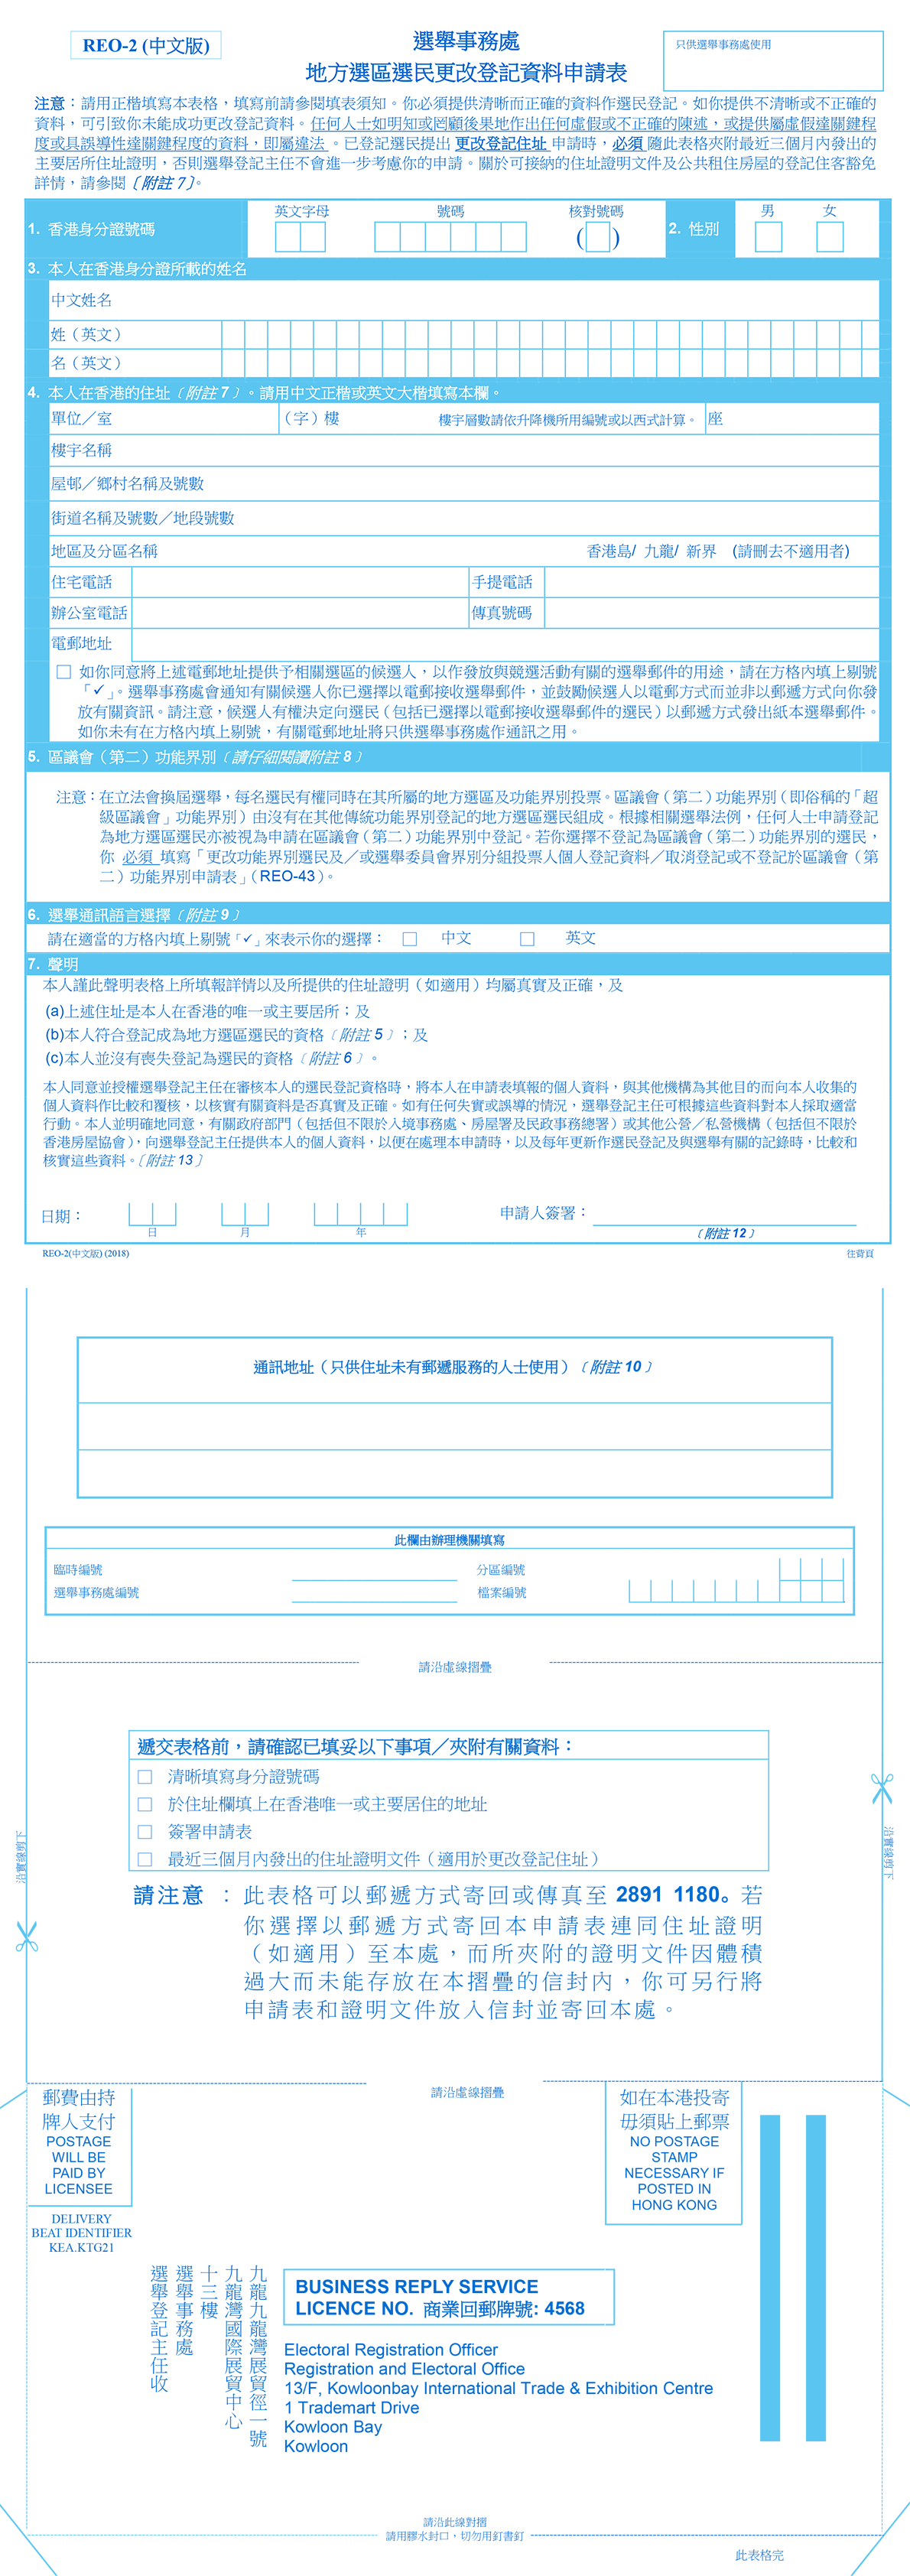 REO-2 (中文版)
選舉事務處
地方選區選民更改登記資料申請表
只供選舉事務處使用
注意：請用正楷填寫本表格，填寫前請參閱填表須知。你必須提供清晰而正確的資料作選民登記。如你提供不清晰或不正確的
資料，可引致你未能成功更改登記資料。任何人士如明知或罔顧後果地作出任何虛假或不正確的陳述，或提供屬虛假達關鍵程
度或具誤導性達關鍵程度的資料，即屬違法 。已登記選民提出 更改登記住址 申請時，必須 隨此表格夾附最近三個月內發出的
主要居所住址證明，否則選舉登記主任不會進一步考慮你的申請。關於可接納的住址證明文件及公共租住房屋的登記住客豁免
詳情，請參閱〔附註 7〕。
1. 香港身分證號碼
英文字母
號碼
核對號碼
( )
2. 性別
男
女
3. 本人在香港身分證所載的姓名
中文姓名
姓（英文）
名（英文）
4. 本人在香港的住址〔附註 7〕。請用中文正楷或英文大楷填寫本欄。
單位／室
（字）樓
樓宇層數請依升降機所用編號或以西式計算。
座
樓宇名稱
屋邨／鄉村名稱及號數
街道名稱及號數／地段號數
地區及分區名稱
香港島/ 九龍/ 新界 (請刪去不適用者)
住宅電話
手提電話
辦公室電話
傳真號碼
電郵地址
□ 如你同意將上述電郵地址提供予相關選區的候選人，以作發放與競選活動有關的選舉郵件的用途，請在方格內填上剔號
「✓」。選舉事務處會通知有關候選人你已選擇以電郵接收選舉郵件，並鼓勵候選人以電郵方式而並非以郵遞方式向你發
放有關資訊。請注意，候選人有權決定向選民（包括已選擇以電郵接收選舉郵件的選民）以郵遞方式發出紙本選舉郵件。
如你未有在方格內填上剔號，有關電郵地址將只供選舉事務處作通訊之用。
5. 區議會（第二）功能界別〔請仔細閱讀附註 8〕
注意：在立法會換屆選舉，每名選民有權同時在其所屬的地方選區及功能界別投票。區議會（第二）功能界別（即俗稱的「超
級區議會」功能界別）由沒有在其他傳統功能界別登記的地方選區選民組成。根據相關選舉法例，任何人士申請登記
為地方選區選民亦被視為申請在區議會（第二）功能界別中登記。若你選擇不登記為區議會（第二）功能界別的選民，
你 必須 填寫「更改功能界別選民及／或選舉委員會界別分組投票人個人登記資料／取消登記或不登記於區議會（第
二）功能界別申請表」（REO-43）。
6. 選舉通訊語言選擇〔附註 9〕
請在適當的方格內填上剔號「✓」來表示你的選擇： □ 中文 □ 英文
7. 聲明
本人謹此聲明表格上所填報詳情以及所提供的住址證明（如適用）均屬真實及正確，及
(a)上述住址是本人在香港的唯一或主要居所；及
(b)本人符合登記成為地方選區選民的資格〔附註 5〕；及
(c)本人並沒有喪失登記為選民的資格〔附註 6〕。
本人同意並授權選舉登記主任在審核本人的選民登記資格時，將本人在申請表填報的個人資料，與其他機構為其他目的而向本人收集的
個人資料作比較和覆核，以核實有關資料是否真實及正確。如有任何失實或誤導的情況，選舉登記主任可根據這些資料對本人採取適當
行動。本人並明確地同意，有關政府部門（包括但不限於入境事務處、房屋署及民政事務總署）或其他公營／私營機構（包括但不限於
香港房屋協會），向選舉登記主任提供本人的個人資料，以便在處理本申請時，以及每年更新作選民登記及與選舉有關的記錄時，比較和
核實這些資料。〔附註 13〕
日期：
日
月
年
申請人簽署：
〔附註 12〕
REO-2(中文版) (2018)
往背頁
通訊地址（只供住址未有郵遞服務的人士使用）〔附註 10〕
此欄由辦理機關填寫
臨時編號
分區編號
選舉事務處編號
檔案編號
請沿虛線摺疊
遞交表格前，請確認已填妥以下事項／夾附有關資料：
□ 清晰填寫身分證號碼
□ 於住址欄填上在香港唯一或主要居住的地址
□ 簽署申請表
□ 最近三個月內發出的住址證明文件（適用於更改登記住址）
沿實線剪下
沿實線剪下
請注意 ：此表格可以郵遞方式寄回或傳真至 2891 1180。若
你選擇以郵遞方式寄回本申請表連同住址證明
（如適用）至本處，而所夾附的證明文件因體積
過大而未能存放在本摺疊的信封內，你可另行將
申請表和證明文件放入信封並寄回本處。
請沿虛線摺疊
郵費由持
牌人支付
POSTAGE
WILL BE
PAID BY
LICENSEE
DELIVERY
BEAT IDENTIFIER
KEA.KTG21
如在本港投寄
毋須貼上郵票
NO POSTAGE
STAMP
NECESSARY IF
POSTED IN
HONG KONG
九龍九龍灣展貿徑一號
九龍灣國際展貿中心
十三樓
選舉事務處
選舉登記主任收
BUSINESS REPLY SERVICE
LICENCE NO. 商業回郵牌號: 4568
Electoral Registration Officer
Registration and Electoral Office
13/F, Kowloonbay International Trade & Exhibition Centre
1 Trademart Drive
Kowloon Bay
Kowloon
請沿此線對摺
請用膠水封口，切勿用釘書釘
此表格完